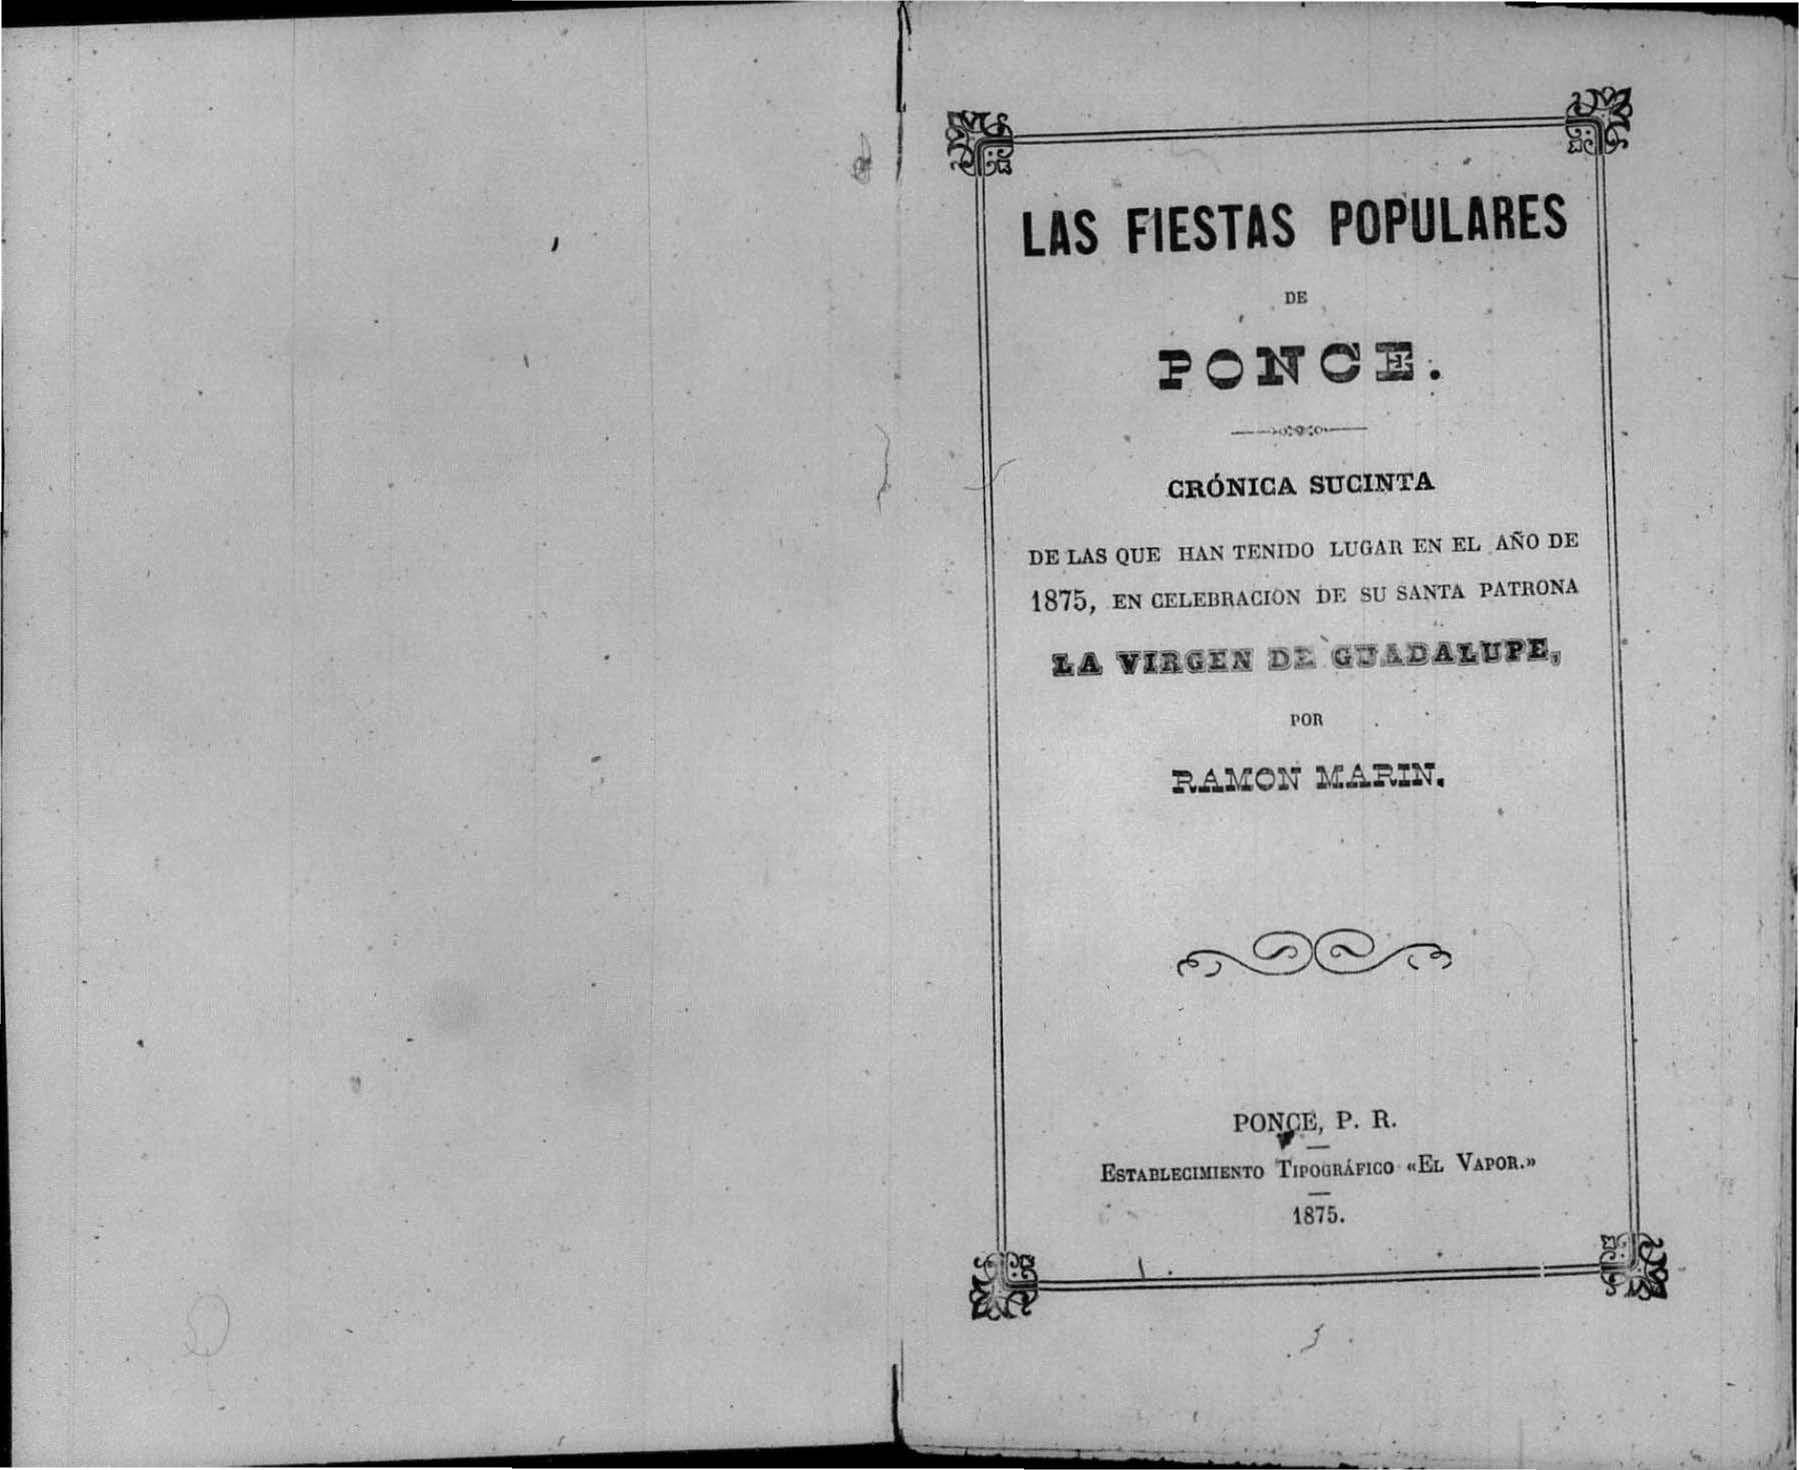 LAS FIESTAS POPULARES
DE
PONCE.
CRÓNICA SUCINTA
DE LAS QUE HAN TENIDO LUGAR EN EL AÑO DE
1875, EN CELEBRACION DE SU SANTA PATRONA
LA VIRGEN DE GUADALUPE,
POR
RAMON MARIN.
PONCE, P. R.
ESTABLECIMIENTO TIPOGRÁFICO «EL VAPOR.»
1875.